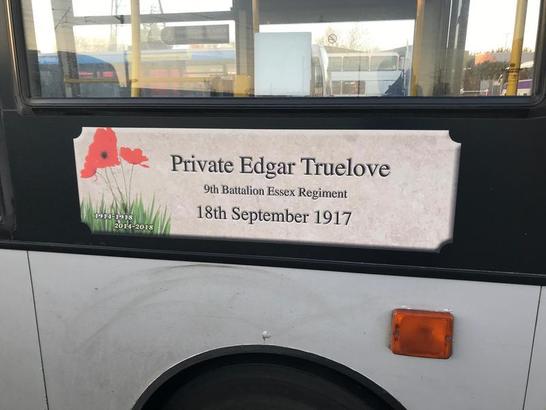 Private Edgar Truelove
9th Battalion Essex Regiment
18th September 1917
1914-1918
2014-2018